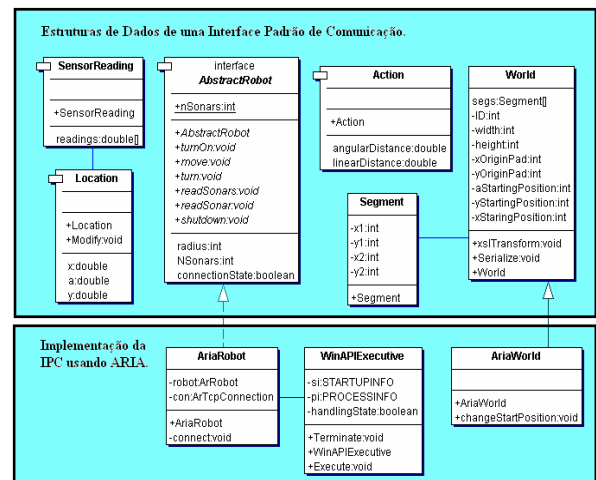 Estruturas de Dados de uma Interface Padrão de Comunicação.
SensorReading
+SensorReading
readings:double[]
Location
+Location
+Modify:void
x:double
a:double
y:double
interface
AbstractRobot
+nSonars:int
+AbstractRobot
+turnOn:void
+move:void
+turn:void
+readSonars:void
+readSonar:void
+shutdown:void
radius:int
NSonars:int
connectionState:boolean
Action
+Action
angularDistance:double
linearDistance:double
Segment
-x1:int
-y1:int
-x2:int
-y2:int
+Segment
World
segs:Segment[]
-ID:int
-width:int
-height:int
-xOriginPad:int
-yOriginPad:int
-aStartingPosition:int
-yStartingPosition:int
-xStaringPosition:int
+xslTransform:void
+Serialize:void
+World
Implementação da
IPC usando ARIA.
AriaRobot
-robot:ArRobot
-con:ArTcpConnection
+AriaRobot
-connect:void
WinAPIExecutive
-si:STARTUPINFO
-pi:PROCESSINFO
-handlingState:boolean
+Terminate:void
+WinAPIExecutive
+Execute:void
AriaWorld
+AriaWorld
+changeStartPosition:void